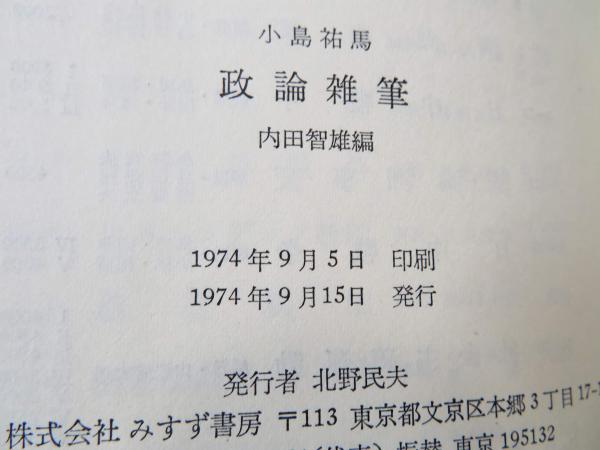 小島祐馬
政論雑筆
内田智雄編
1974年9月5日 印刷
1974年9月15日 発行
発行者 北野民夫
株式会社 みすず書房 〒113 東京都文京区本郷3丁目17-1
振替 東京 195132